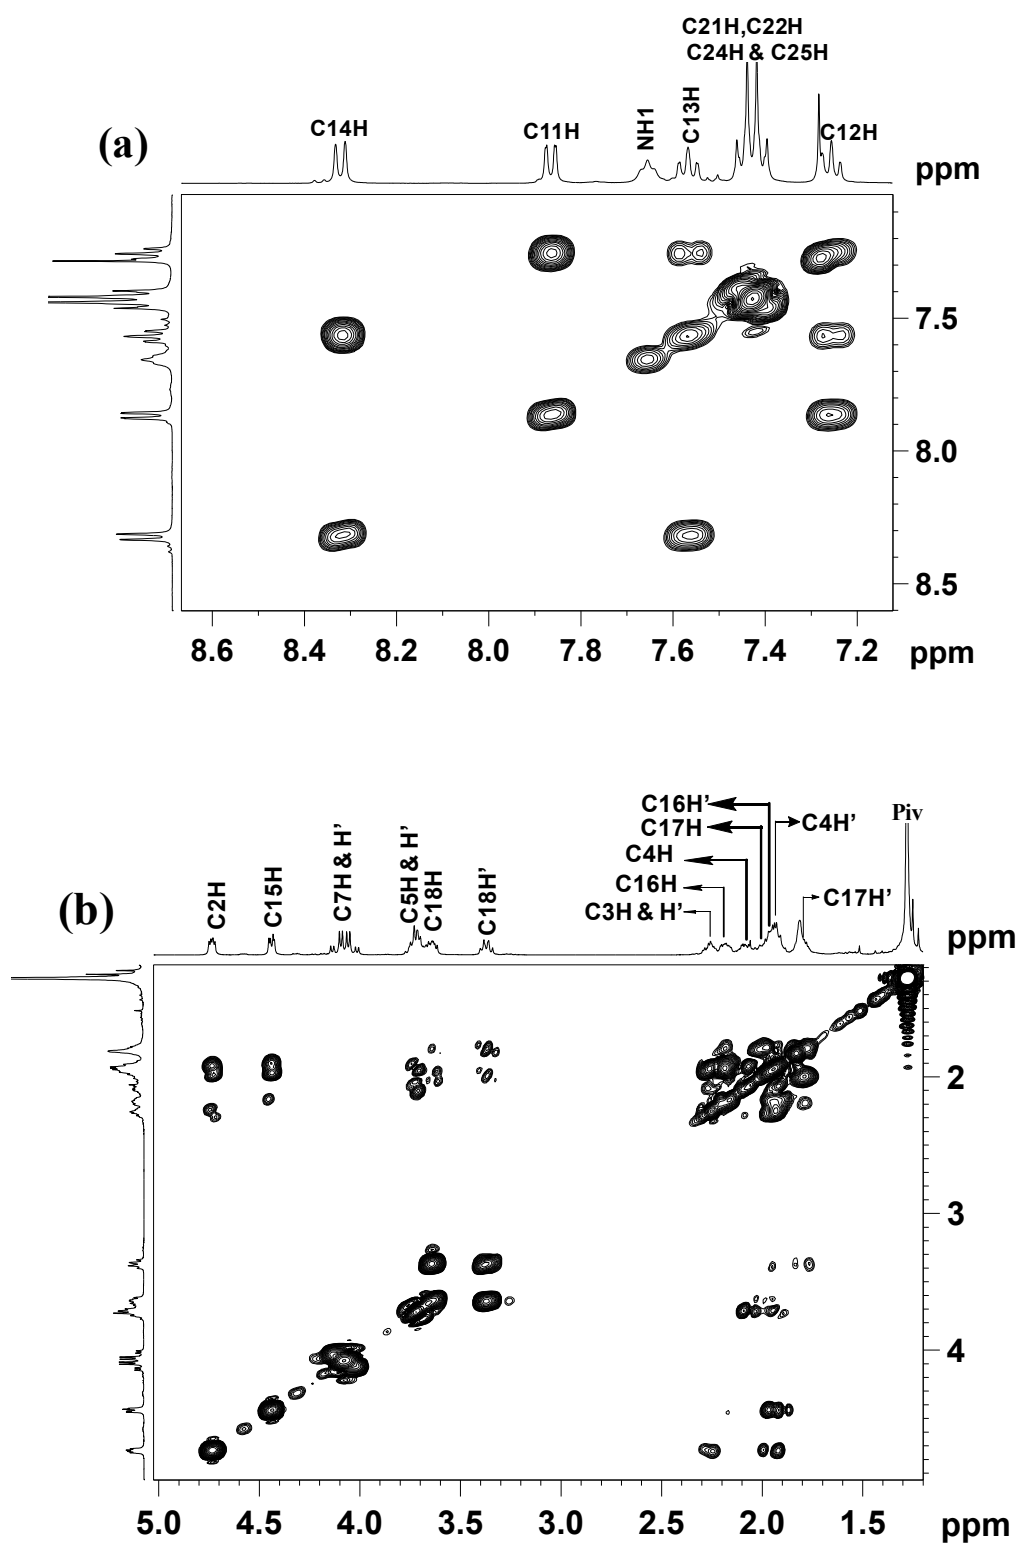 C21H,C22H
C24H & C25H
(a)
C14H
C11H
NH1
C13H
C12H
ppm
7.5
8.0
8.5
8.6 8.4 8.2 8.0 7.8 7.6 7.4 7.2 ppm
C16H’
C17H
C4H’
C4H
C16H
C3H & H’
C17H’
Piv
(b)
C2H
C15H
C7H & H’
C5H & H’
C18H
C18H’
ppm
2
3
4
5.0 4.5 4.0 3.5 3.0 2.5 2.0 1.5 ppm